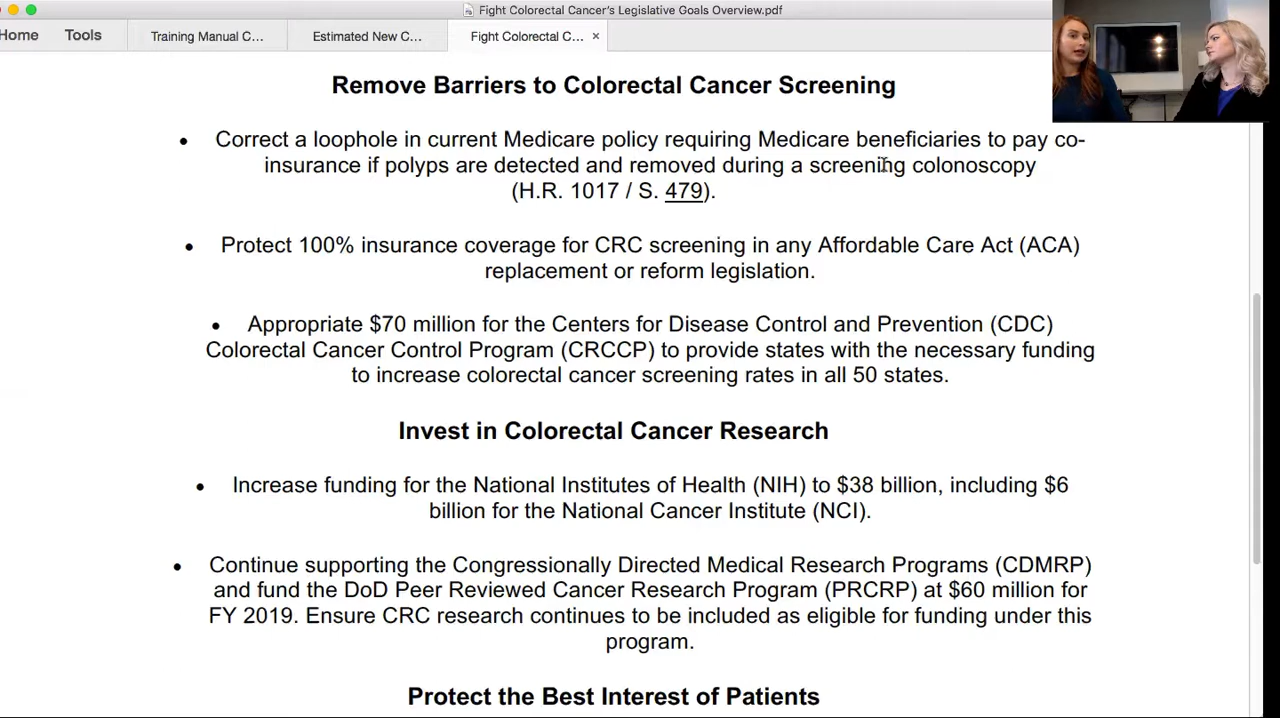 Fight Colorectal Cancer’s Legislative Goals Overview.pdf
Home Tools Training Manual C... Estimated New C... Fight Colorectal C... ×
Remove Barriers to Colorectal Cancer Screening
• Correct a loophole in current Medicare policy requiring Medicare beneficiaries to pay co-
insurance if polyps are detected and removed during a screening colonoscopy
(H.R. 1017 / S. 479).
• Protect 100% insurance coverage for CRC screening in any Affordable Care Act (ACA)
replacement or reform legislation.
• Appropriate $70 million for the Centers for Disease Control and Prevention (CDC)
Colorectal Cancer Control Program (CRCCP) to provide states with the necessary funding
to increase colorectal cancer screening rates in all 50 states.
Invest in Colorectal Cancer Research
• Increase funding for the National Institutes of Health (NIH) to $38 billion, including $6
billion for the National Cancer Institute (NCI).
• Continue supporting the Congressionally Directed Medical Research Programs (CDMRP)
and fund the DoD Peer Reviewed Cancer Research Program (PRCRP) at $60 million for
FY 2019. Ensure CRC research continues to be included as eligible for funding under this
program.
Protect the Best Interest of Patients